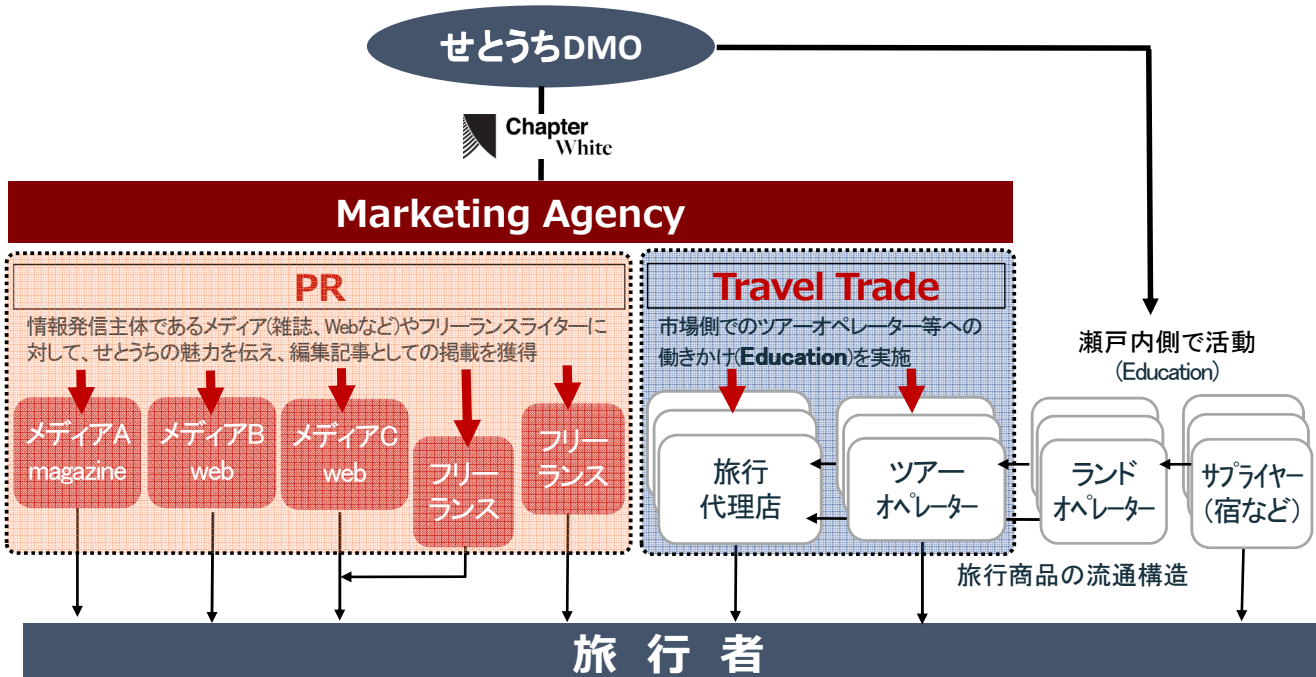 せとうちDMO
Chapter
White
Marketing Agency
PR
情報発信主体であるメディア(雑誌、Webなど)やフリーランスライターに
対して、せとうちの魅力を伝え、編集記事としての掲載を獲得
Travel Trade
市場側でのツアーオペレーター等への
働きかけ(Education)を実施
瀬戸内側で活動
(Education)
メディアA
magazine
メディアB
web
メディアC
web
フリー
ランス
フリー
ランス
旅行
代理店
ツアー
オペレーター
ランド
オペレーター
サプライヤー
(宿など)
旅行商品の流通構造
旅 行 者